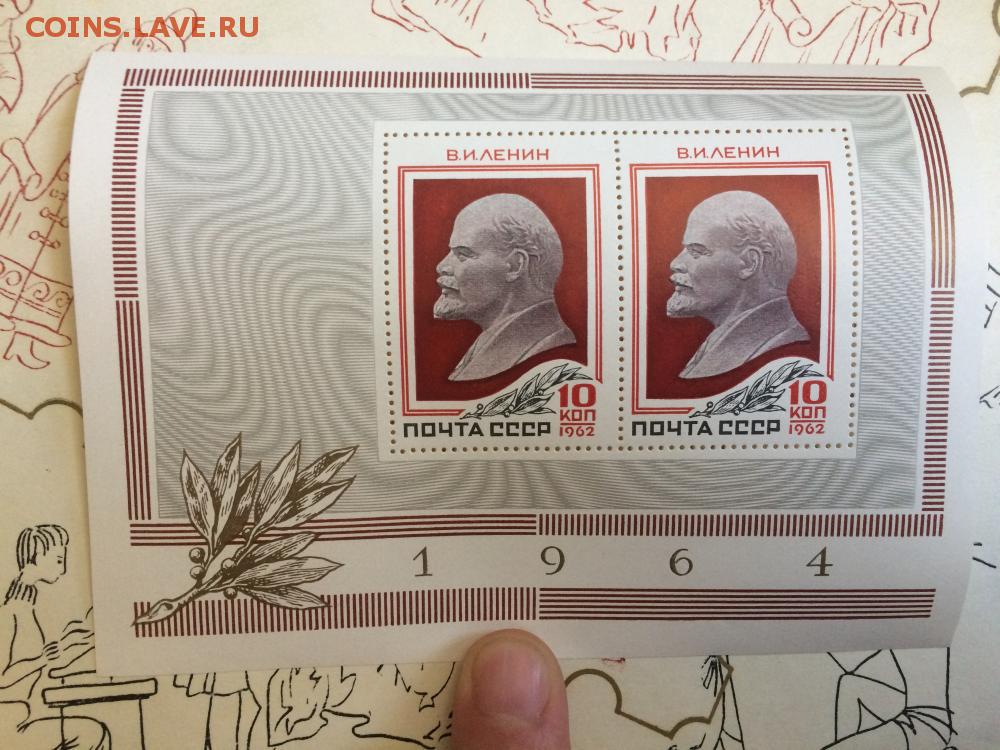 COINS.LAVE.RU
В.И.ЛЕНИН
10
КОП
1962
ПОЧТА СССР
В.И.ЛЕНИН
10
КОП
1962
ПОЧТА СССР
1 9 6 4